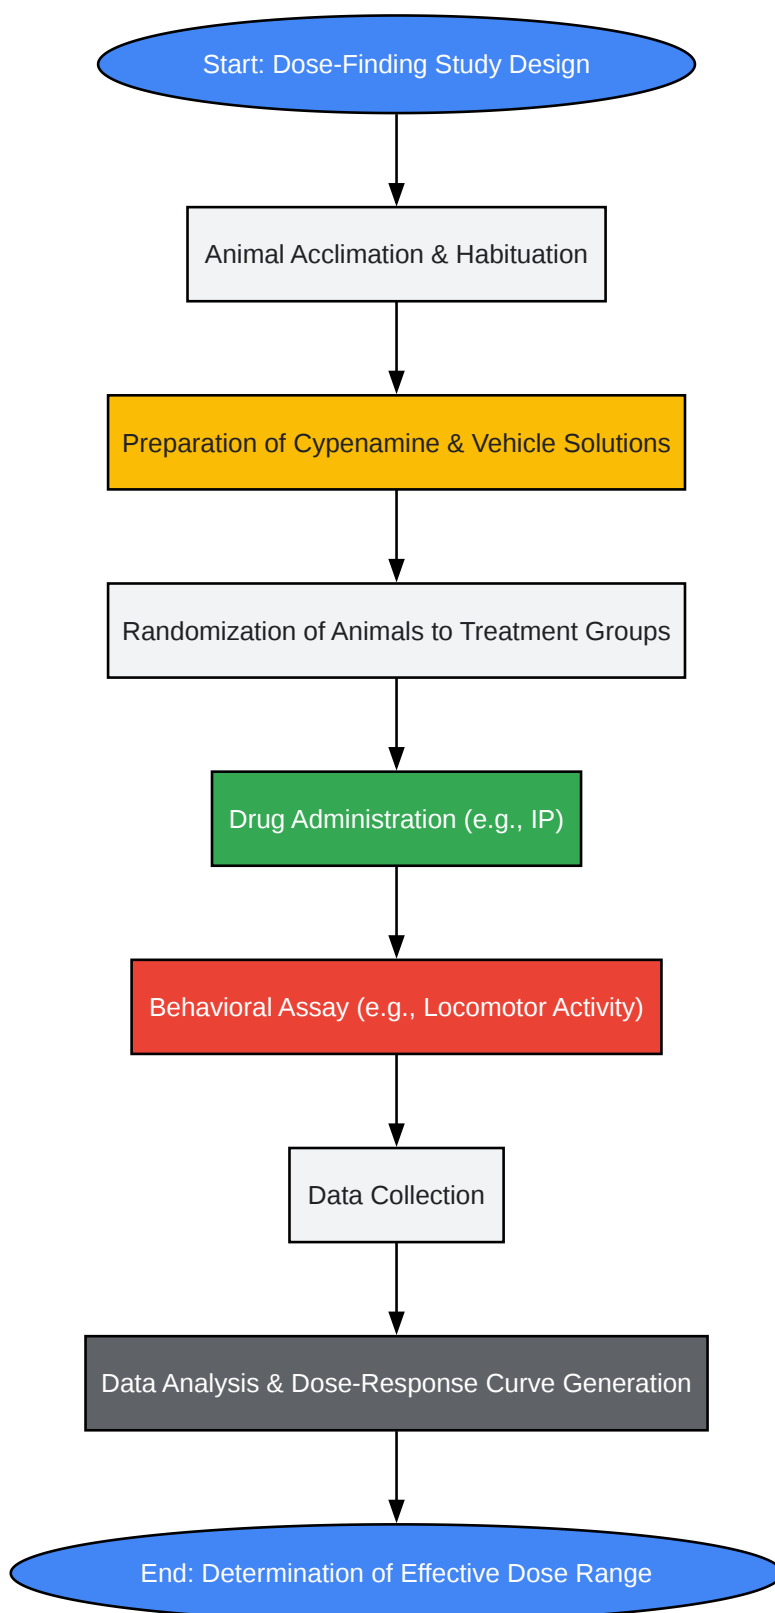 Start: Dose-Finding Study Design
Animal Acclimation & Habituation
Preparation of Cypenamine & Vehicle Solutions
Randomization of Animals to Treatment Groups
Drug Administration (e.g., IP)
Behavioral Assay (e.g., Locomotor Activity)
Data Collection
Data Analysis & Dose-Response Curve Generation
End: Determination of Effective Dose Range